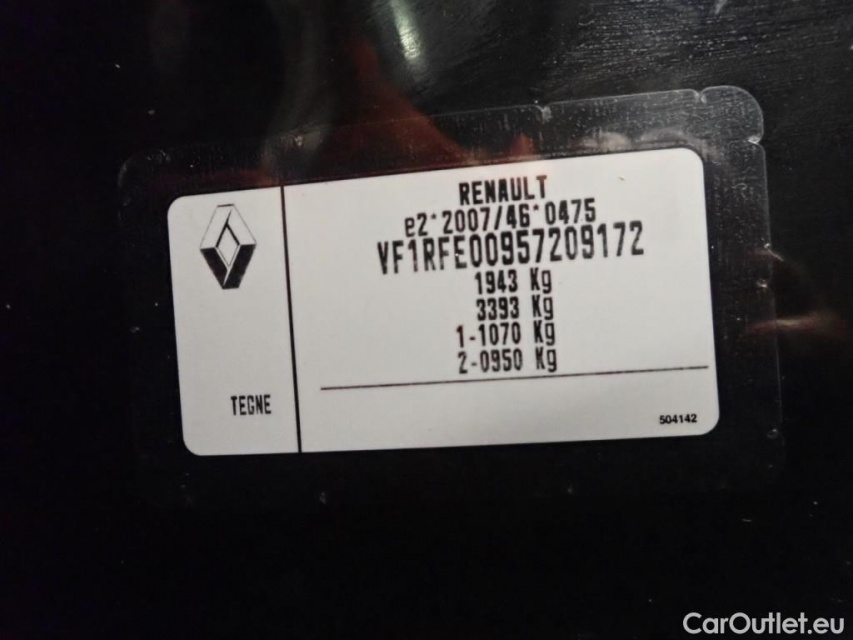 RENAULT
e2*2007/46*0475
VF1RFE00957209172
1943 Kg
3393 Kg
1-1070 Kg
2-0950 Kg
TEGNE
504142
CarOutlet.eu